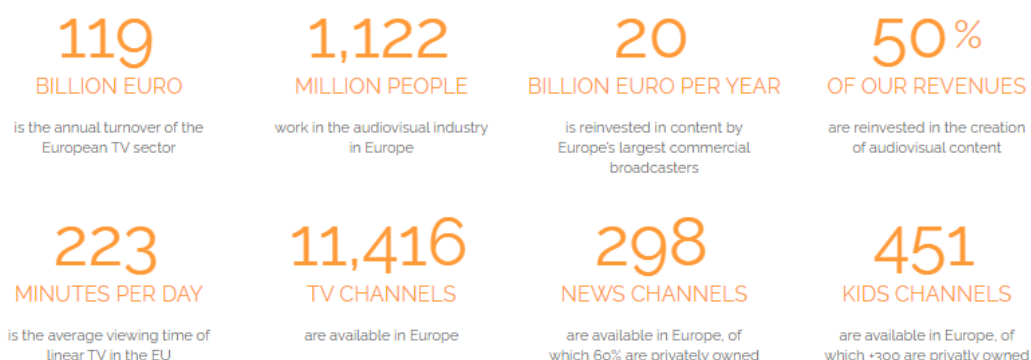 119
BILLION EURO
is the annual turnover of the
European TV sector
1,122
MILLION PEOPLE
work in the audiovisual industry
in Europe
20
BILLION EURO PER YEAR
is reinvested in content by
Europe's largest commercial
broadcasters
50%
OF OUR REVENUES
are reinvested in the creation
of audiovisual content
223
MINUTES PER DAY
is the average viewing time of
linear TV in the EU
11,416
TV CHANNELS
are available in Europe
298
NEWS CHANNELS
are available in Europe, of
which 60% are privately owned
451
KIDS CHANNELS
are available in Europe, of
which +300 are privatly owned